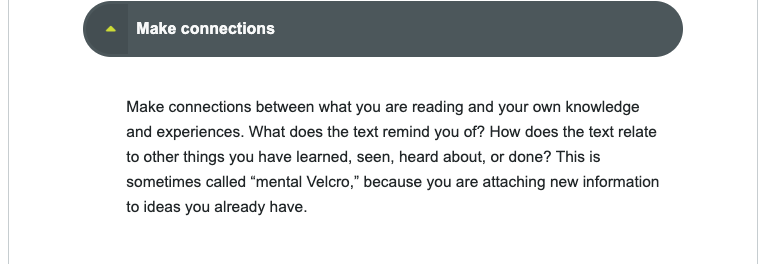 Make connections
Make connections between what you are reading and your own knowledge
and experiences. What does the text remind you of? How does the text relate
to other things you have learned, seen, heard about, or done? This is
sometimes called “mental Velcro,” because you are attaching new information
to ideas you already have.